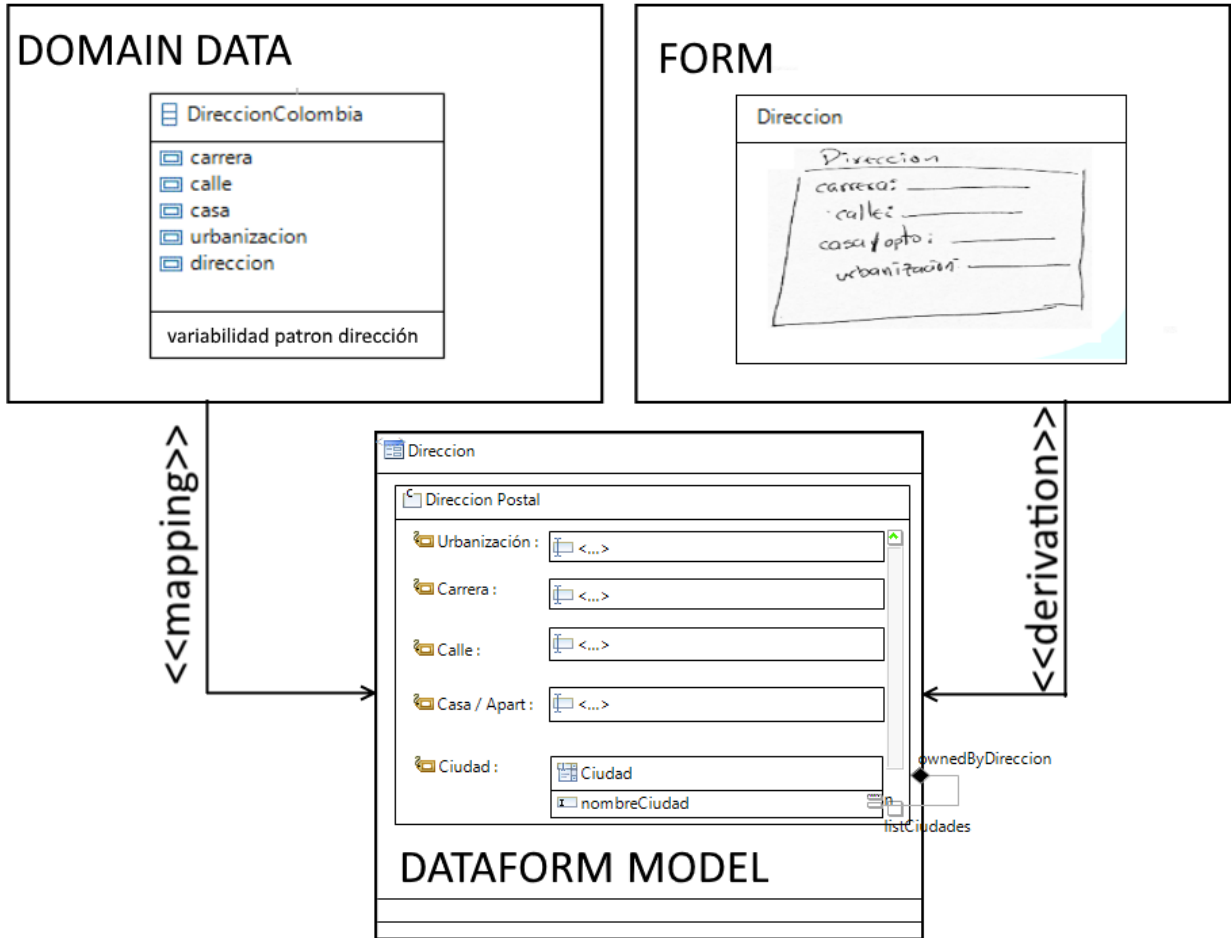 DOMAIN DATA
DireccionColombia
carrera
calle
casa
urbanizacion
direccion
variabilidad patron dirección
FORM
Direccion
Direccion
carrera:
calle:
casa/opto:
urbanización
<<mapping>>
<<derivation>>
Direccion
Direccion Postal
Urbanización : <...>
Carrera : <...>
Calle : <...>
Casa / Apart : <...>
Ciudad : Ciudad
nombreCiudad
ownedByDireccion
n
listCiudades
DATAFORM MODEL